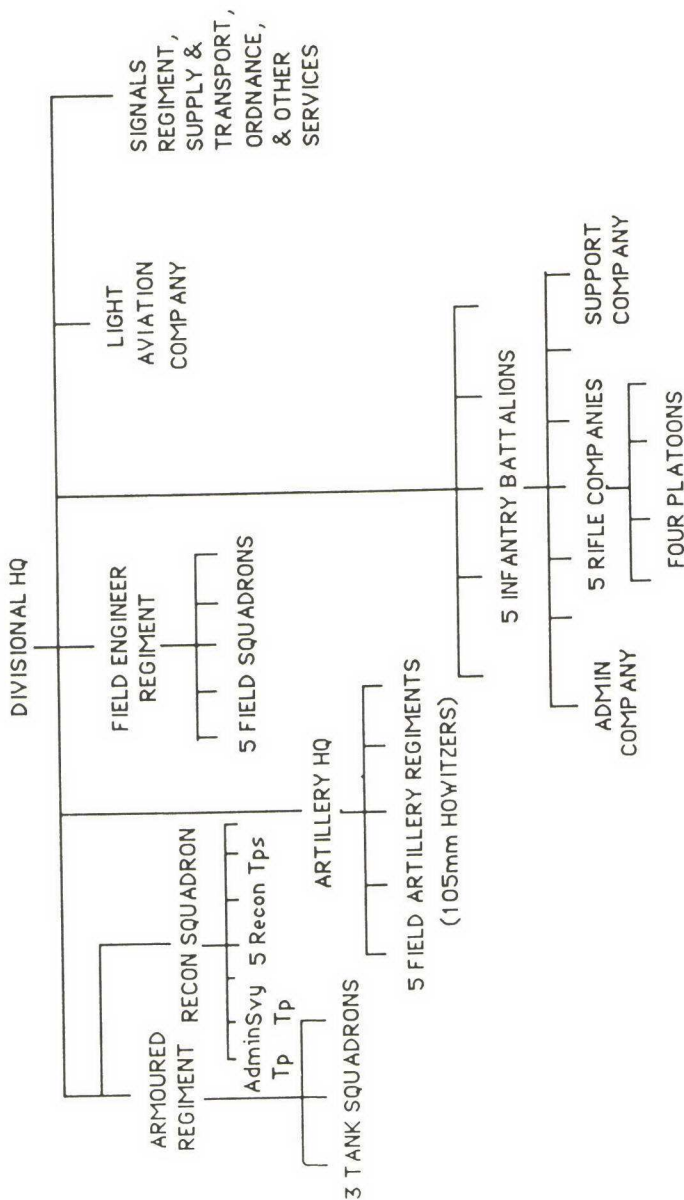 DIVISIONAL HQ
ARMOURED
REGIMENT
RECON SQUADRON
AdminSvy 5 Recon Tps
Tp Tp
3 TANK SQUADRONS
FIELD ENGINEER
REGIMENT
5 FIELD SQUADRONS
LIGHT
AVIATION
COMPANY
SIGNALS
REGIMENT,
SUPPLY &
TRANSPORT,
ORDNANCE,
& OTHER
SERVICES
ARTILLERY HQ
5 FIELD ARTILLERY REGIMENTS
(105mm HOWITZERS)
5 INFANTRY BATTALIONS
ADMIN
COMPANY
5 RIFLE COMPANIES
SUPPORT
COMPANY
FOUR PLATOONS